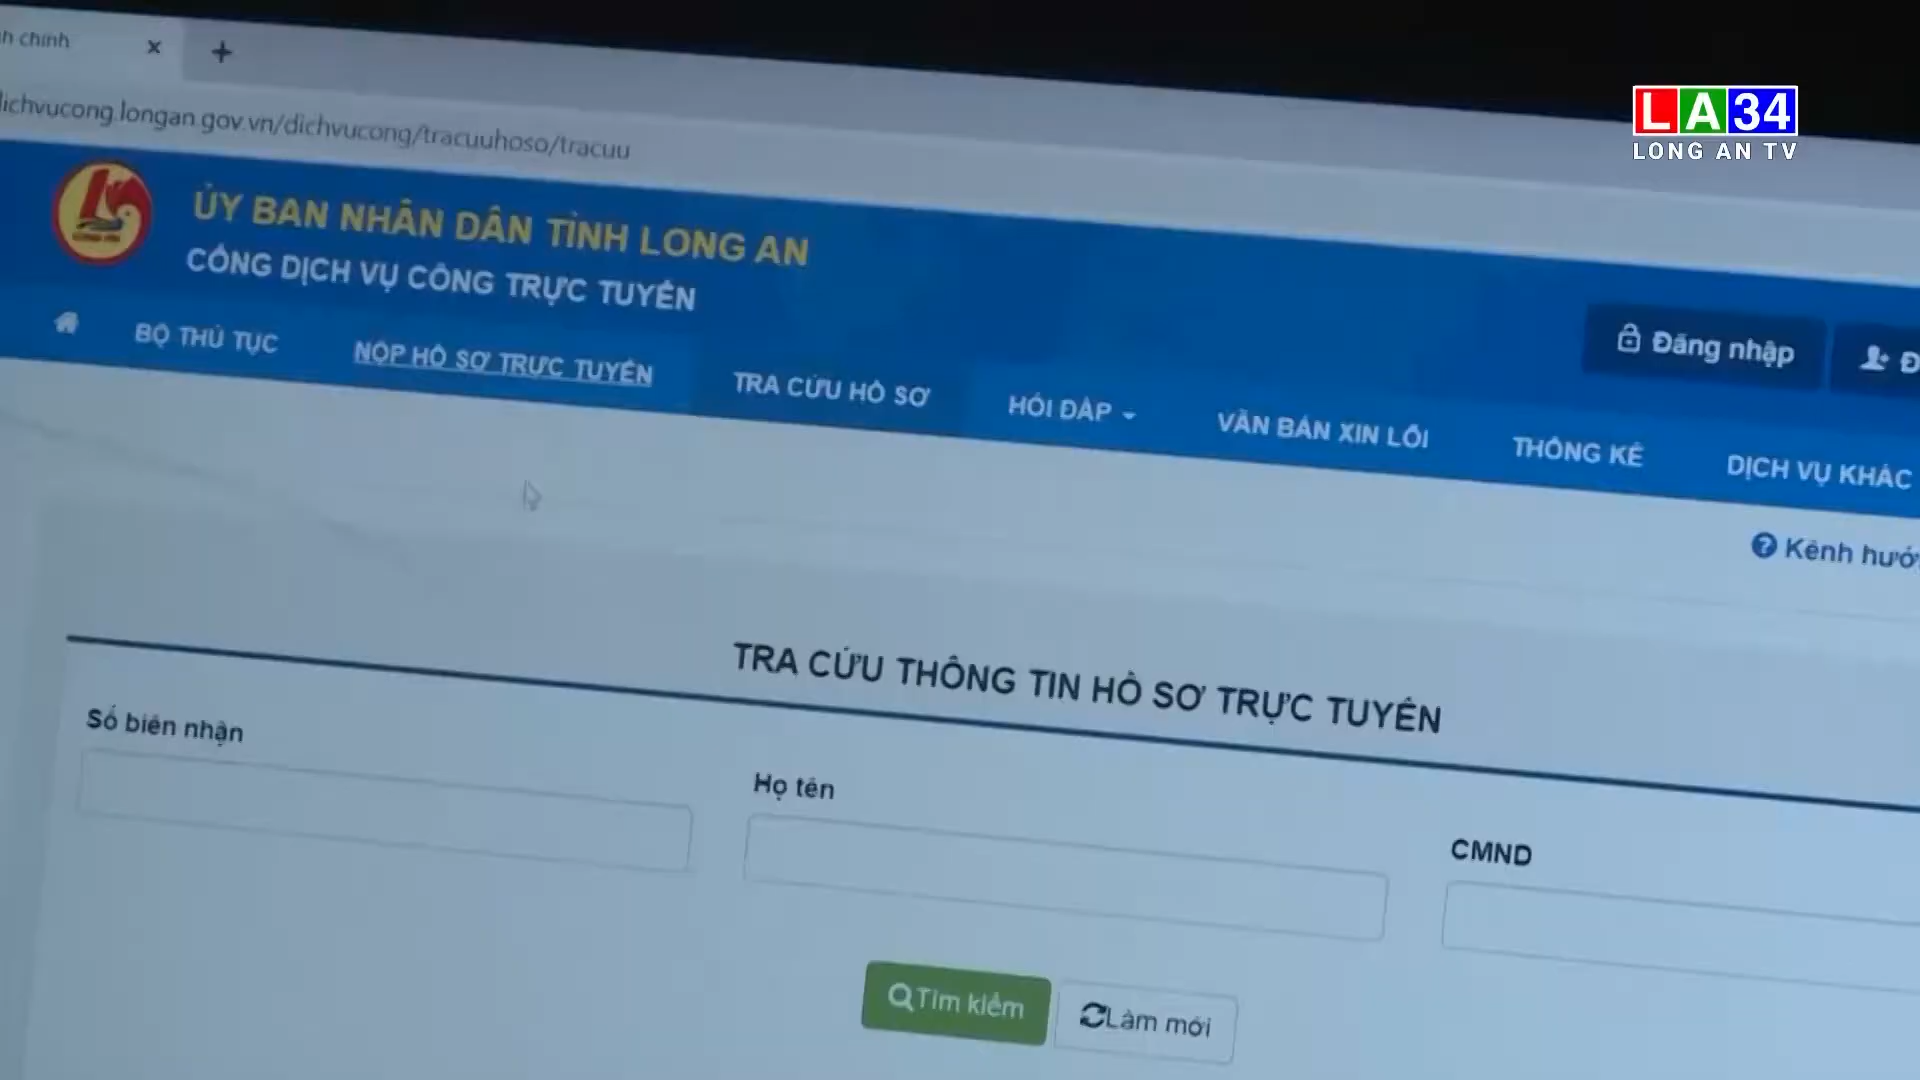 LA34
LONG AN TV
dichvucong.longan.gov.vn/dichvucong/tracuuhoso/tracuu
ỦY BAN NHÂN DÂN TỈNH LONG AN
CỔNG DỊCH VỤ CÔNG TRỰC TUYẾN
Đăng nhập
BỘ THỦ TỤC
NỘP HỒ SƠ TRỰC TUYẾN
TRA CỨU HỒ SƠ
HỎI ĐÁP
VĂN BẢN XIN LỖI
THỐNG KÊ
DỊCH VỤ KHÁC
Kênh
TRA CỨU THÔNG TIN HỒ SƠ TRỰC TUYẾN
Số biên nhận
Họ tên
CMND
Tìm kiếm
Làm mới